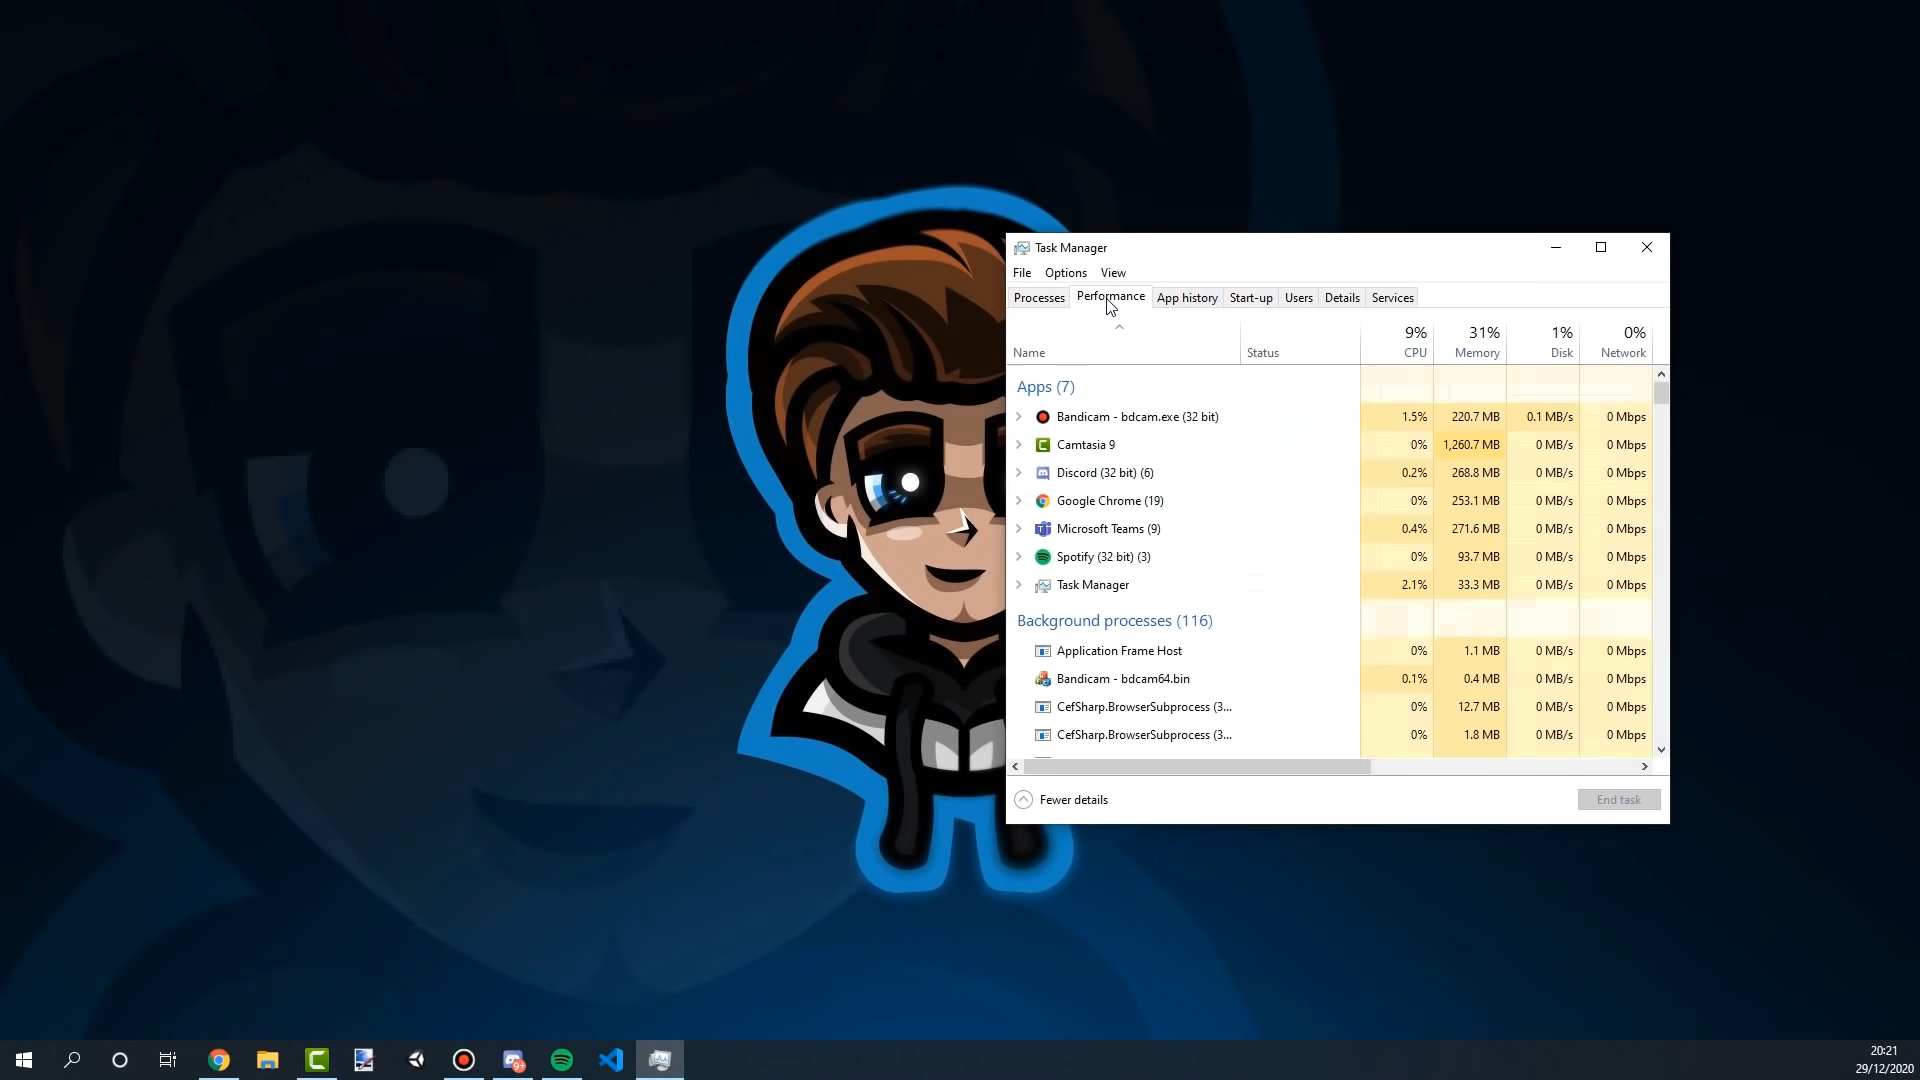 Task Manager
File Options View
Processes Performance App history Start-up Users Details Services
9% 31% 1% 0%
Name Status CPU Memory Disk Network
Apps (7)
Bandicam - bdcam.exe (32 bit) 1.5% 220.7 MB 0.1 MB/s 0 Mbps
Camtasia 9 0% 1,260.7 MB 0 MB/s 0 Mbps
Discord (32 bit) (6) 0.2% 268.8 MB 0 MB/s 0 Mbps
Google Chrome (19) 0% 253.1 MB 0 MB/s 0 Mbps
Microsoft Teams (9) 0.4% 271.6 MB 0 MB/s 0 Mbps
Spotify (32 bit) (3) 0% 93.7 MB 0 MB/s 0 Mbps
Task Manager 2.1% 33.3 MB 0 MB/s 0 Mbps
Background processes (116)
Application Frame Host 0% 1.1 MB 0 MB/s 0 Mbps
Bandicam - bdcam64.bin 0.1% 0.4 MB 0 MB/s 0 Mbps
CefSharp.BrowserSubprocess (3... 0% 12.7 MB 0 MB/s 0 Mbps
CefSharp.BrowserSubprocess (3... 0% 1.8 MB 0 MB/s 0 Mbps
Fewer details End task
9+
20:21
29/12/2020